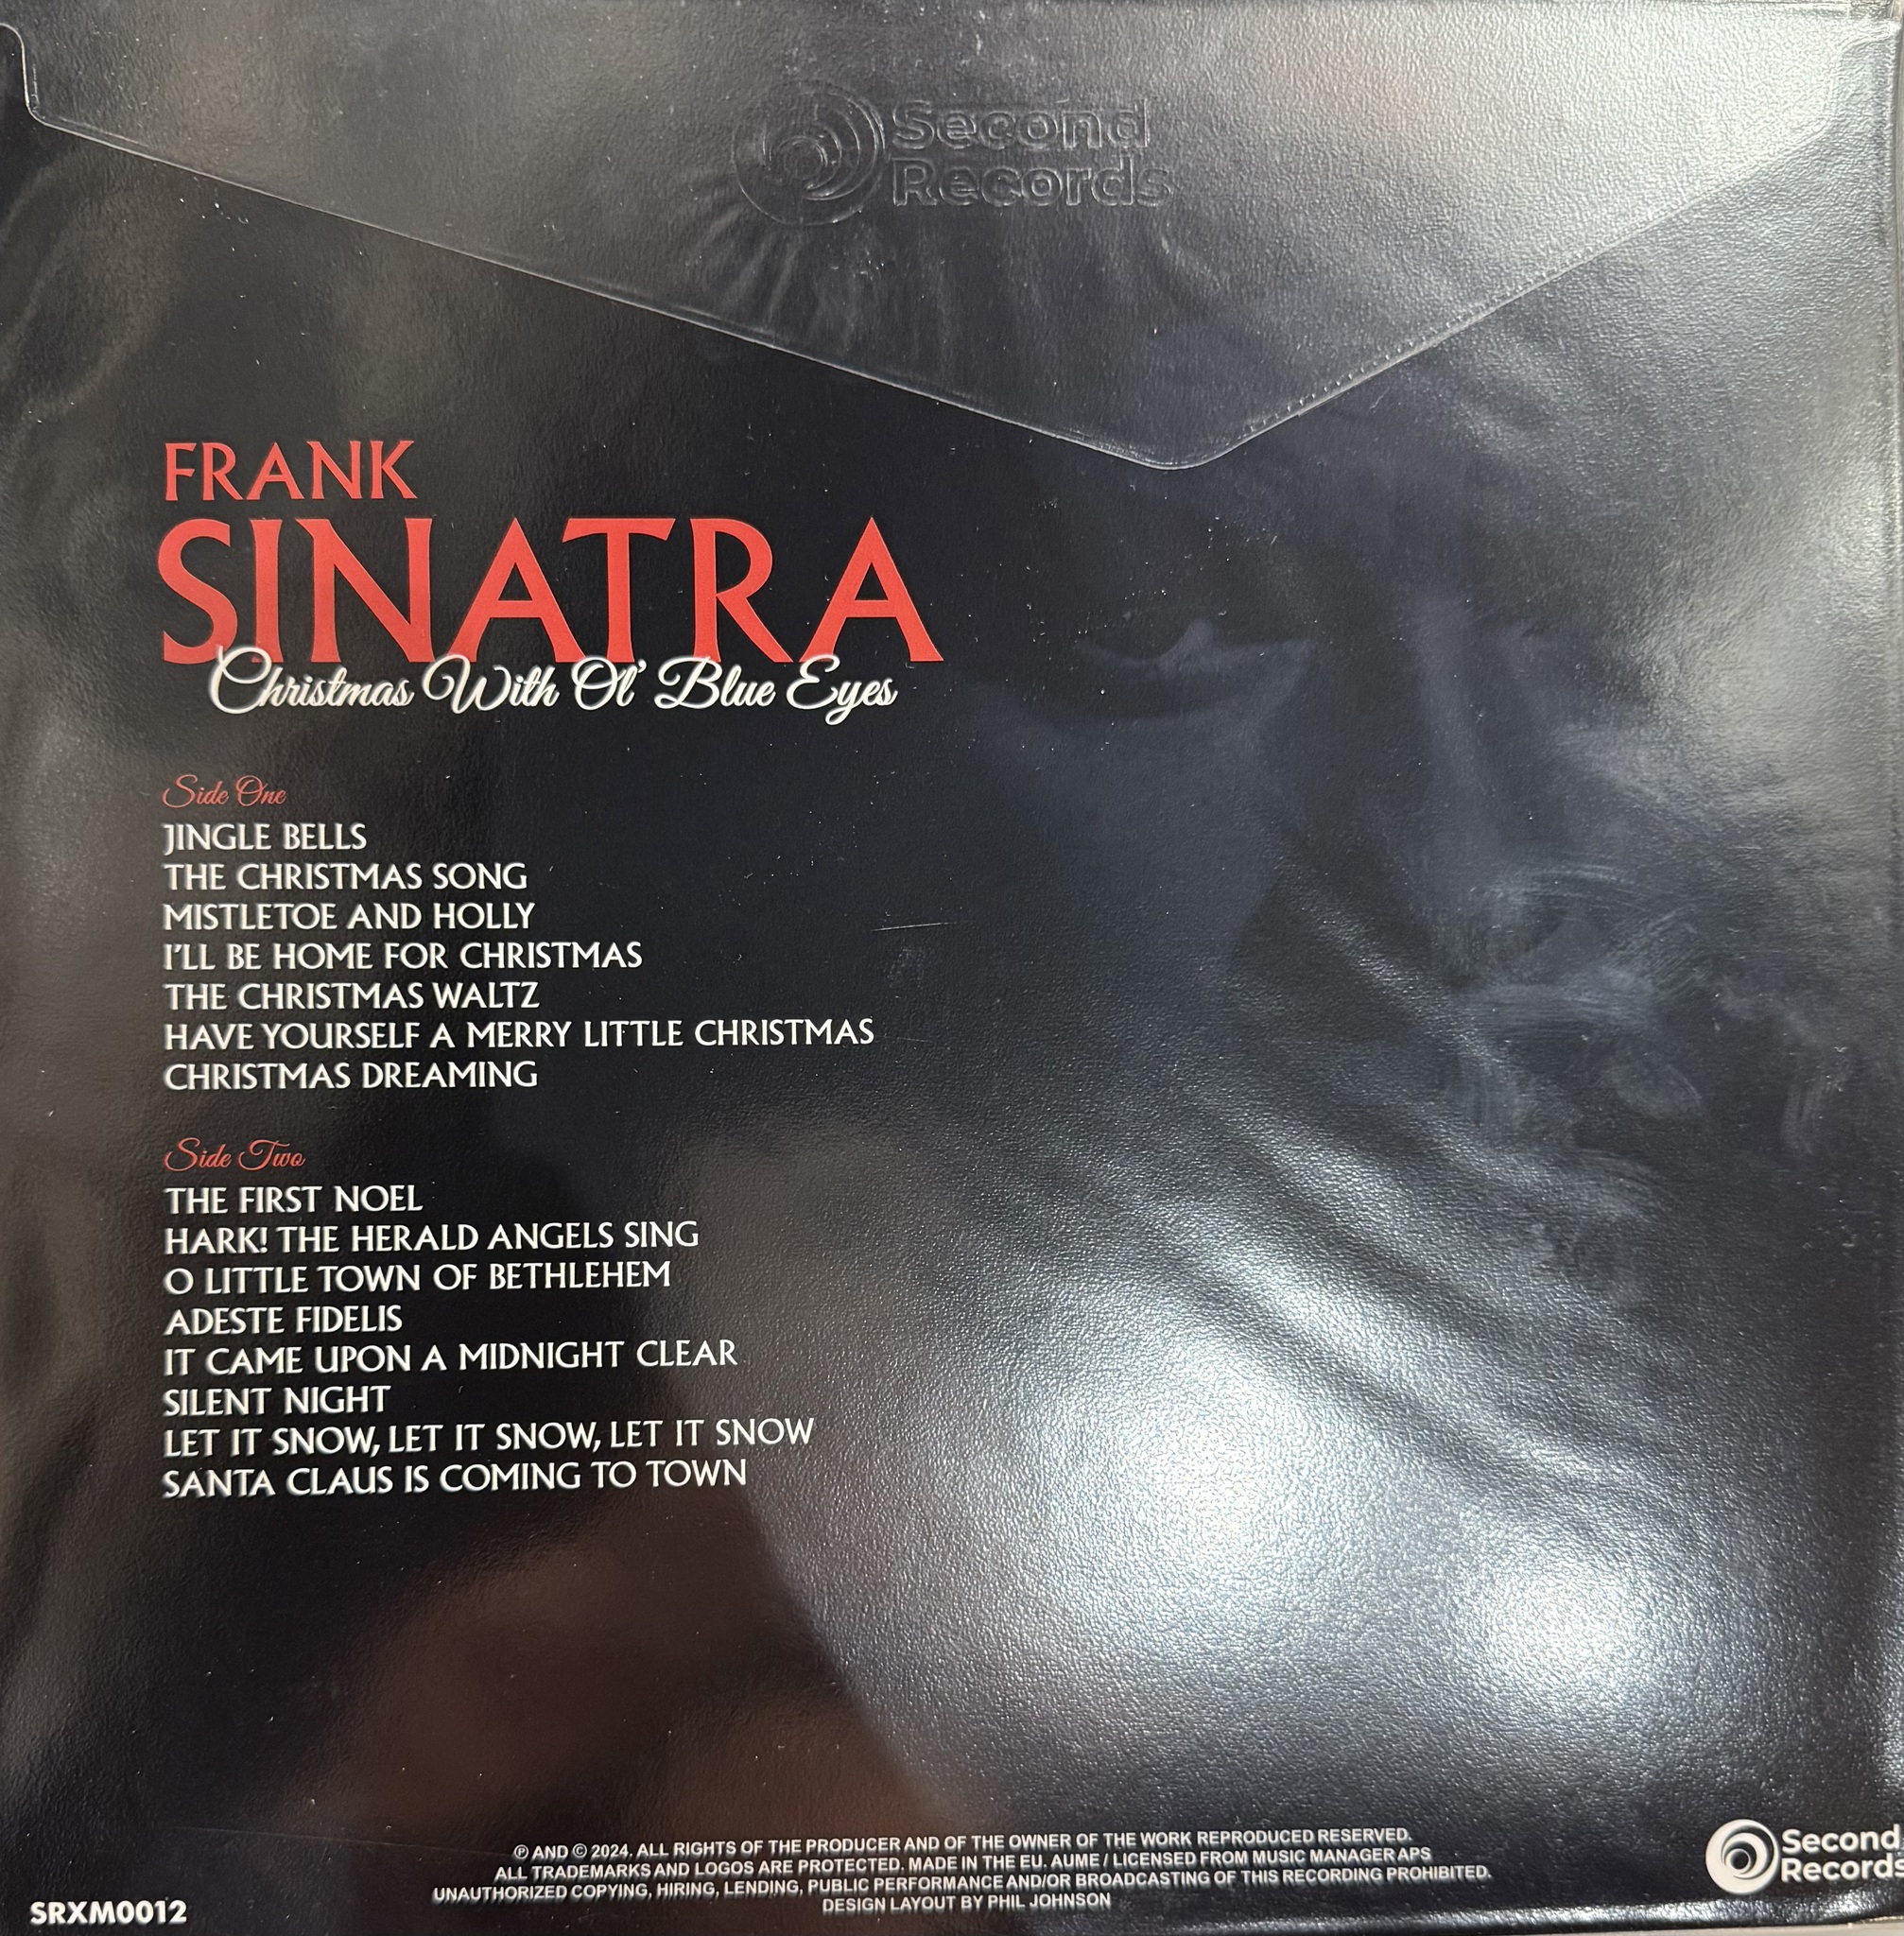 Second
Records
FRANK
SINATRA
Christmas With Ol' Blue Eyes
Side One
JINGLE BELLS
THE CHRISTMAS SONG
MISTLETOE AND HOLLY
I'LL BE HOME FOR CHRISTMAS
THE CHRISTMAS WALTZ
HAVE YOURSELF A MERRY LITTLE CHRISTMAS
CHRISTMAS DREAMING
Side Two
THE FIRST NOEL
HARK! THE HERALD ANGELS SING
O LITTLE TOWN OF BETHLEHEM
ADESTE FIDELIS
IT CAME UPON A MIDNIGHT CLEAR
SILENT NIGHT
LET IT SNOW, LET IT SNOW, LET IT SNOW
SANTA CLAUS IS COMING TO TOWN
℗ AND © 2024. ALL RIGHTS OF THE PRODUCER AND OF THE OWNER OF THE WORK REPRODUCED RESERVED.
ALL TRADEMARKS AND LOGOS ARE PROTECTED. MADE IN THE EU. AUME / LICENSED FROM MUSIC MANAGER APS
UNAUTHORIZED COPYING, HIRING, LENDING, PUBLIC PERFORMANCE AND/OR BROADCASTING OF THIS RECORDING PROHIBITED.
DESIGN LAYOUT BY PHIL JOHNSON
SRXM0012
Second
Records